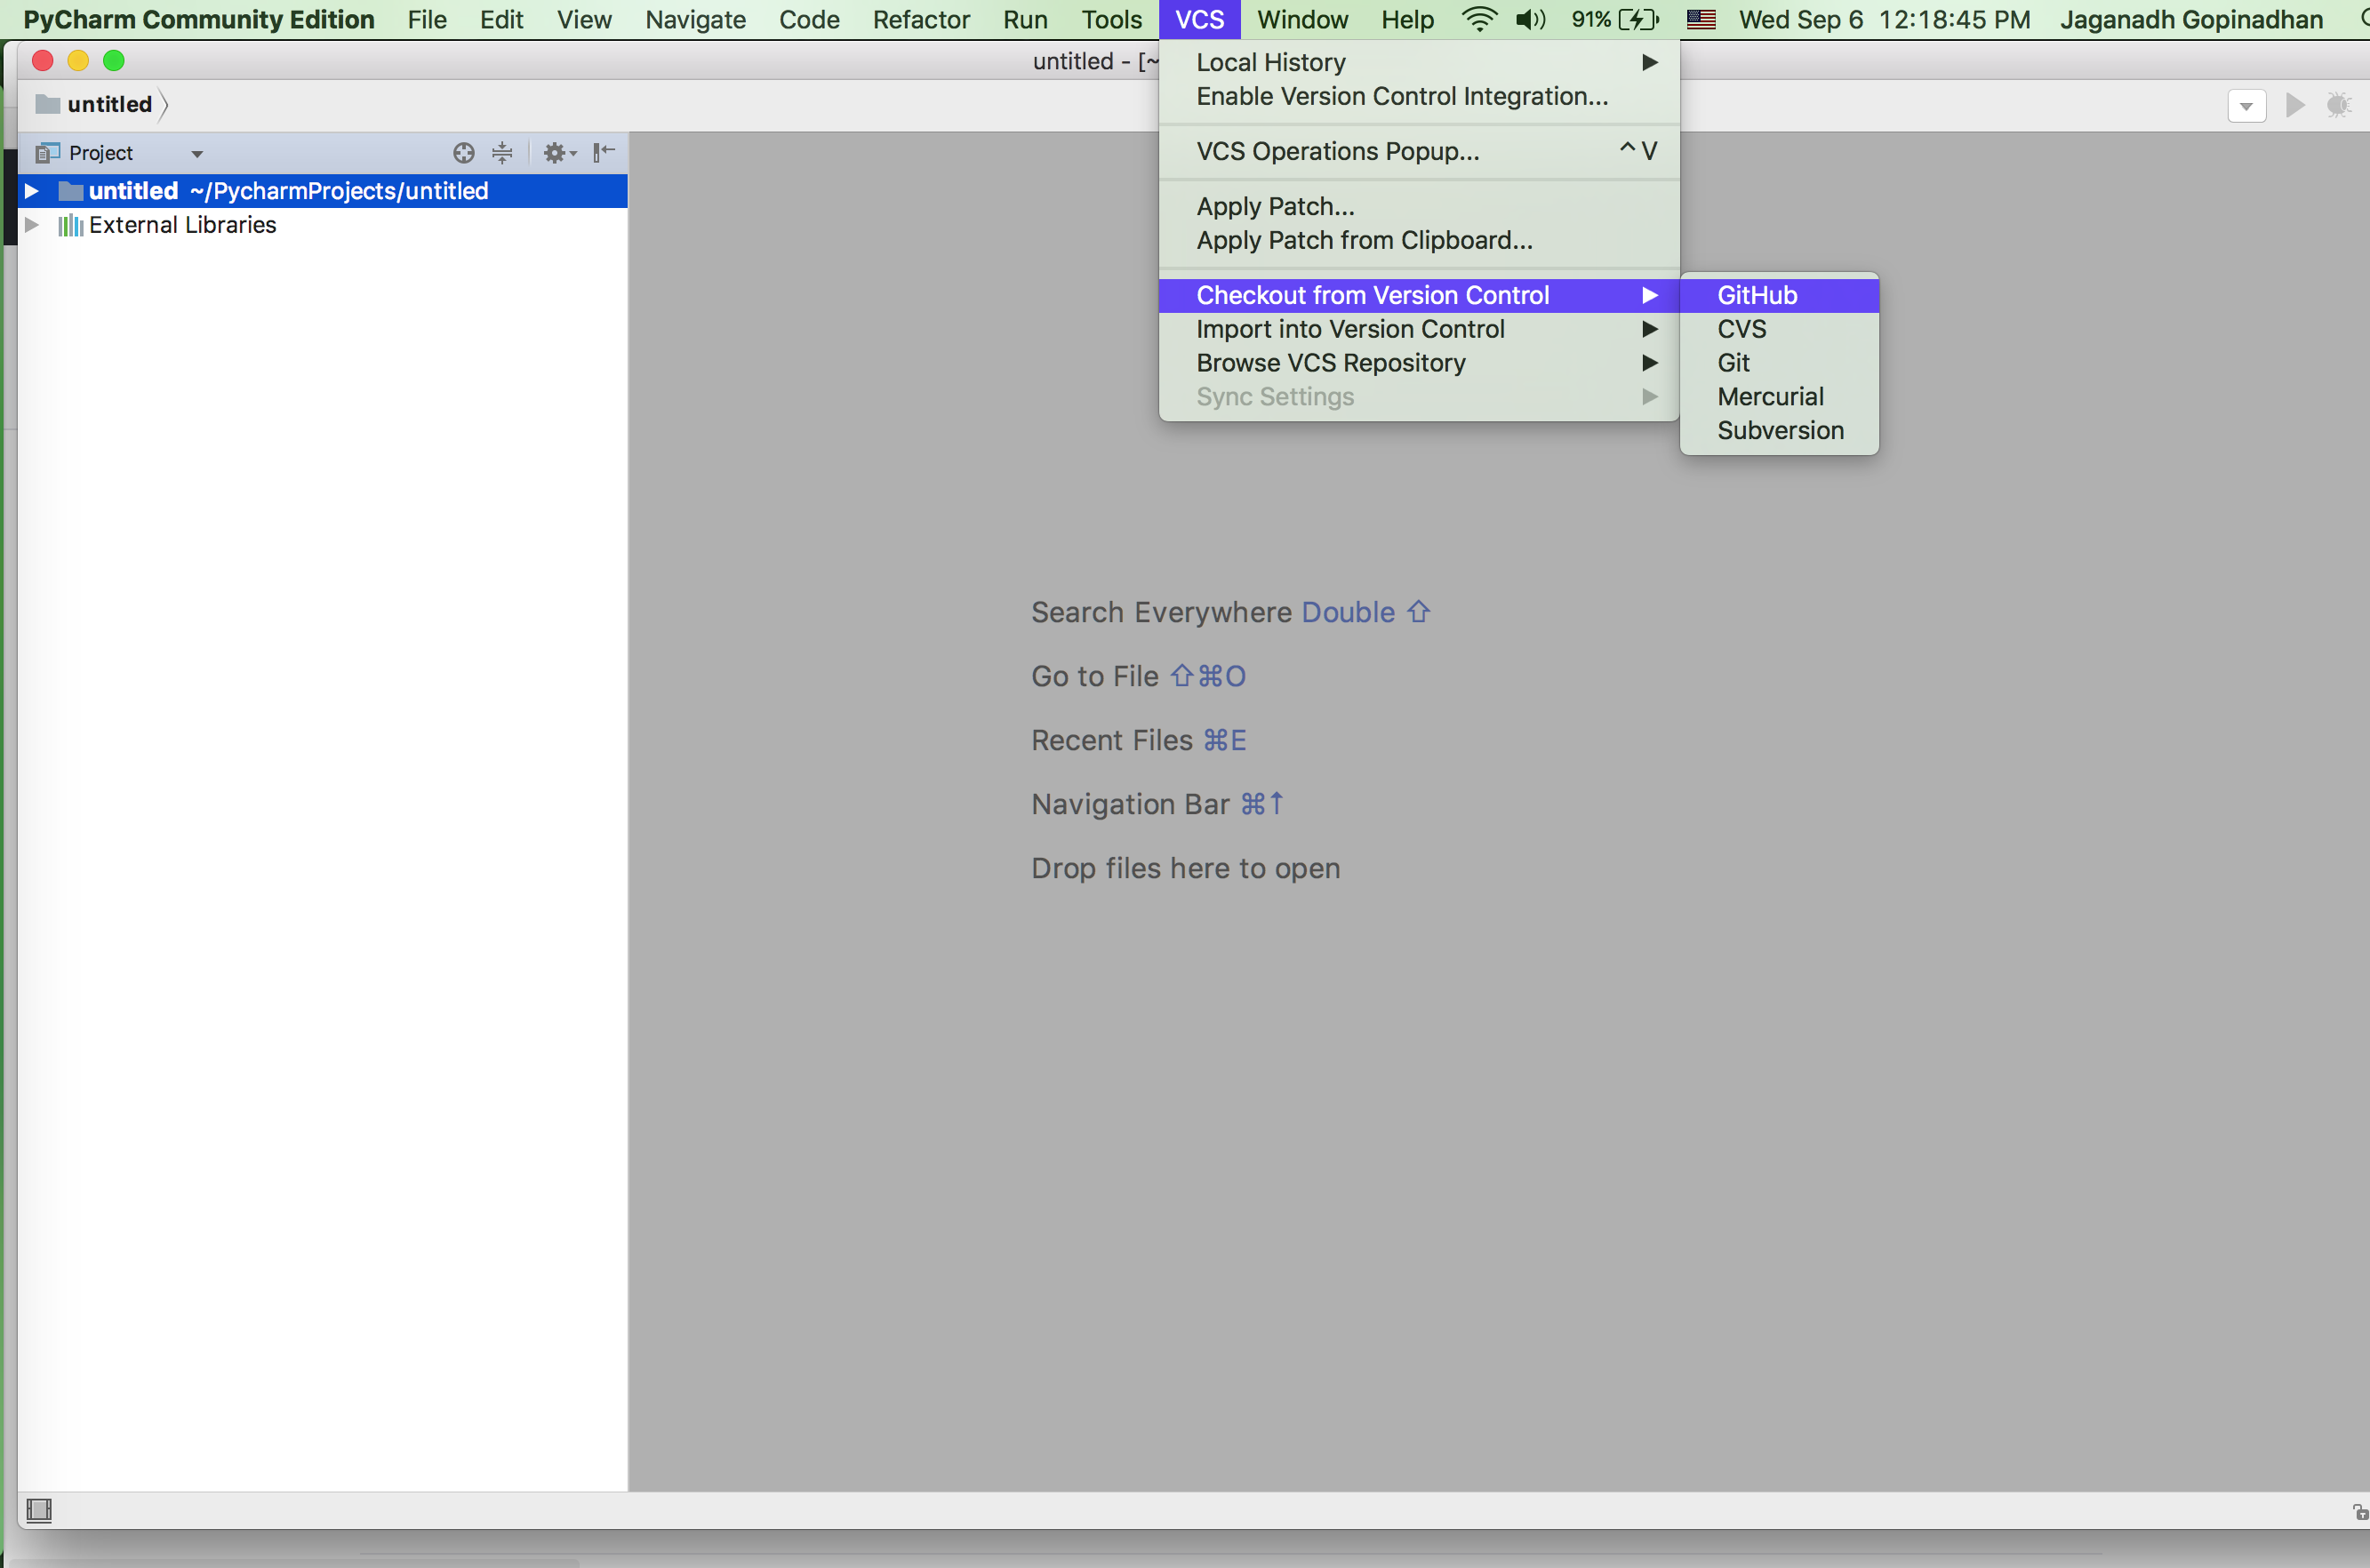 PyCharm Community Edition File Edit View Navigate Code Refactor Run Tools VCS Window Help 91% Wed Sep 6 12:18:45 PM Jaganadh Gopinadhan
untitled - [~
untitled
Project
untitled ~/PycharmProjects/untitled
External Libraries
Local History
Enable Version Control Integration...
VCS Operations Popup... ^V
Apply Patch...
Apply Patch from Clipboard...
Checkout from Version Control
Import into Version Control
Browse VCS Repository
Sync Settings
GitHub
CVS
Git
Mercurial
Subversion
Search Everywhere Double ⇧
Go to File ⇧⌘O
Recent Files ⌘E
Navigation Bar ⌘↑
Drop files here to open